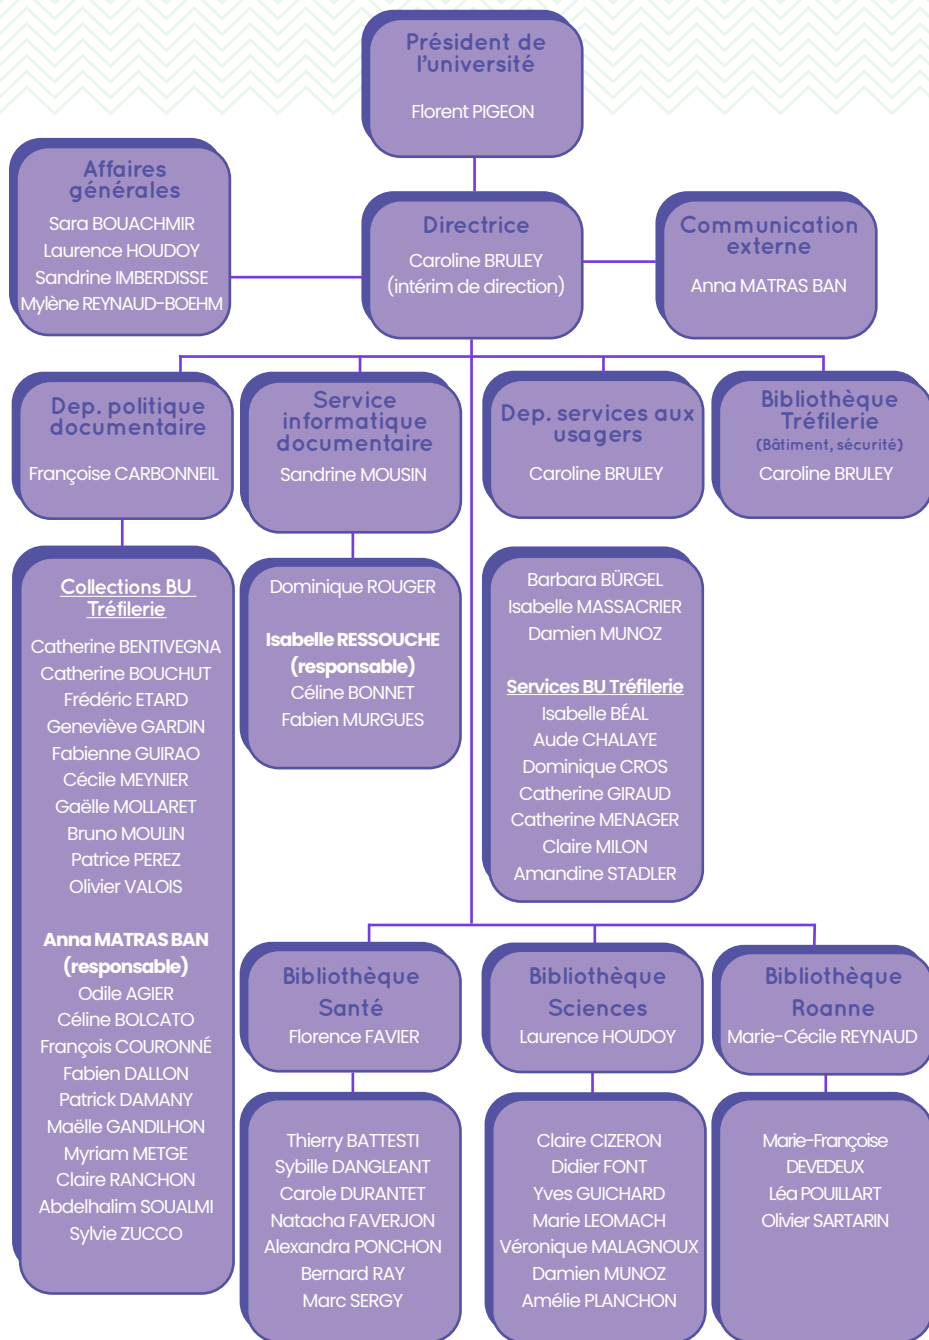 Président de
l'université
Florent PIGEON
Affaires
générales
Sara BOUACHMIR
Laurence HOUDOY
Sandrine IMBERDISSE
Mylène REYNAUD-BOEHM
Directrice
Caroline BRULEY
(intérim de direction)
Communication
externe
Anna MATRAS BAN
Dep. politique
documentaire
Françoise CARBONNEIL
Service
informatique
documentaire
Sandrine MOUSIN
Dep. services aux
usagers
Caroline BRULEY
Bibliothèque
Tréfilerie
(Bâtiment, sécurité)
Caroline BRULEY
Collections BU
Tréfilerie
Catherine BENTIVEGNA
Catherine BOUCHUT
Frédéric ETARD
Geneviève GARDIN
Fabienne GUIRAO
Cécile MEYNIER
Gaëlle MOLLARET
Bruno MOULIN
Patrice PEREZ
Olivier VALOIS
Anna MATRAS BAN
(responsable)
Odile AGIER
Céline BOLCATO
François COURONNÉ
Fabien DALLON
Patrick DAMANY
Maëlle GANDILHON
Myriam METGE
Claire RANCHON
Abdelhalim SOUALMI
Sylvie ZUCCO
Dominique ROUGER
Isabelle RESSOUCHE
(responsable)
Céline BONNET
Fabien MURGUES
Barbara BÜRGEL
Isabelle MASSACRIER
Damien MUNOZ
Services BU Tréfilerie
Isabelle BÉAL
Aude CHALAYE
Dominique CROS
Catherine GIRAUD
Catherine MENAGER
Claire MILON
Amandine STADLER
Bibliothèque
Santé
Florence FAVIER
Bibliothèque
Sciences
Laurence HOUDOY
Bibliothèque
Roanne
Marie-Cécile REYNAUD
Thierry BATTESTI
Sybille DANGLEANT
Carole DURANTET
Natacha FAVERJON
Alexandra PONCHON
Bernard RAY
Marc SERGY
Claire CIZERON
Didier FONT
Yves GUICHARD
Marie LEOMACH
Véronique MALAGNOUX
Damien MUNOZ
Amélie PLANCHON
Marie-Françoise
DEVEDEUX
Léa POUILLART
Olivier SARTARIN